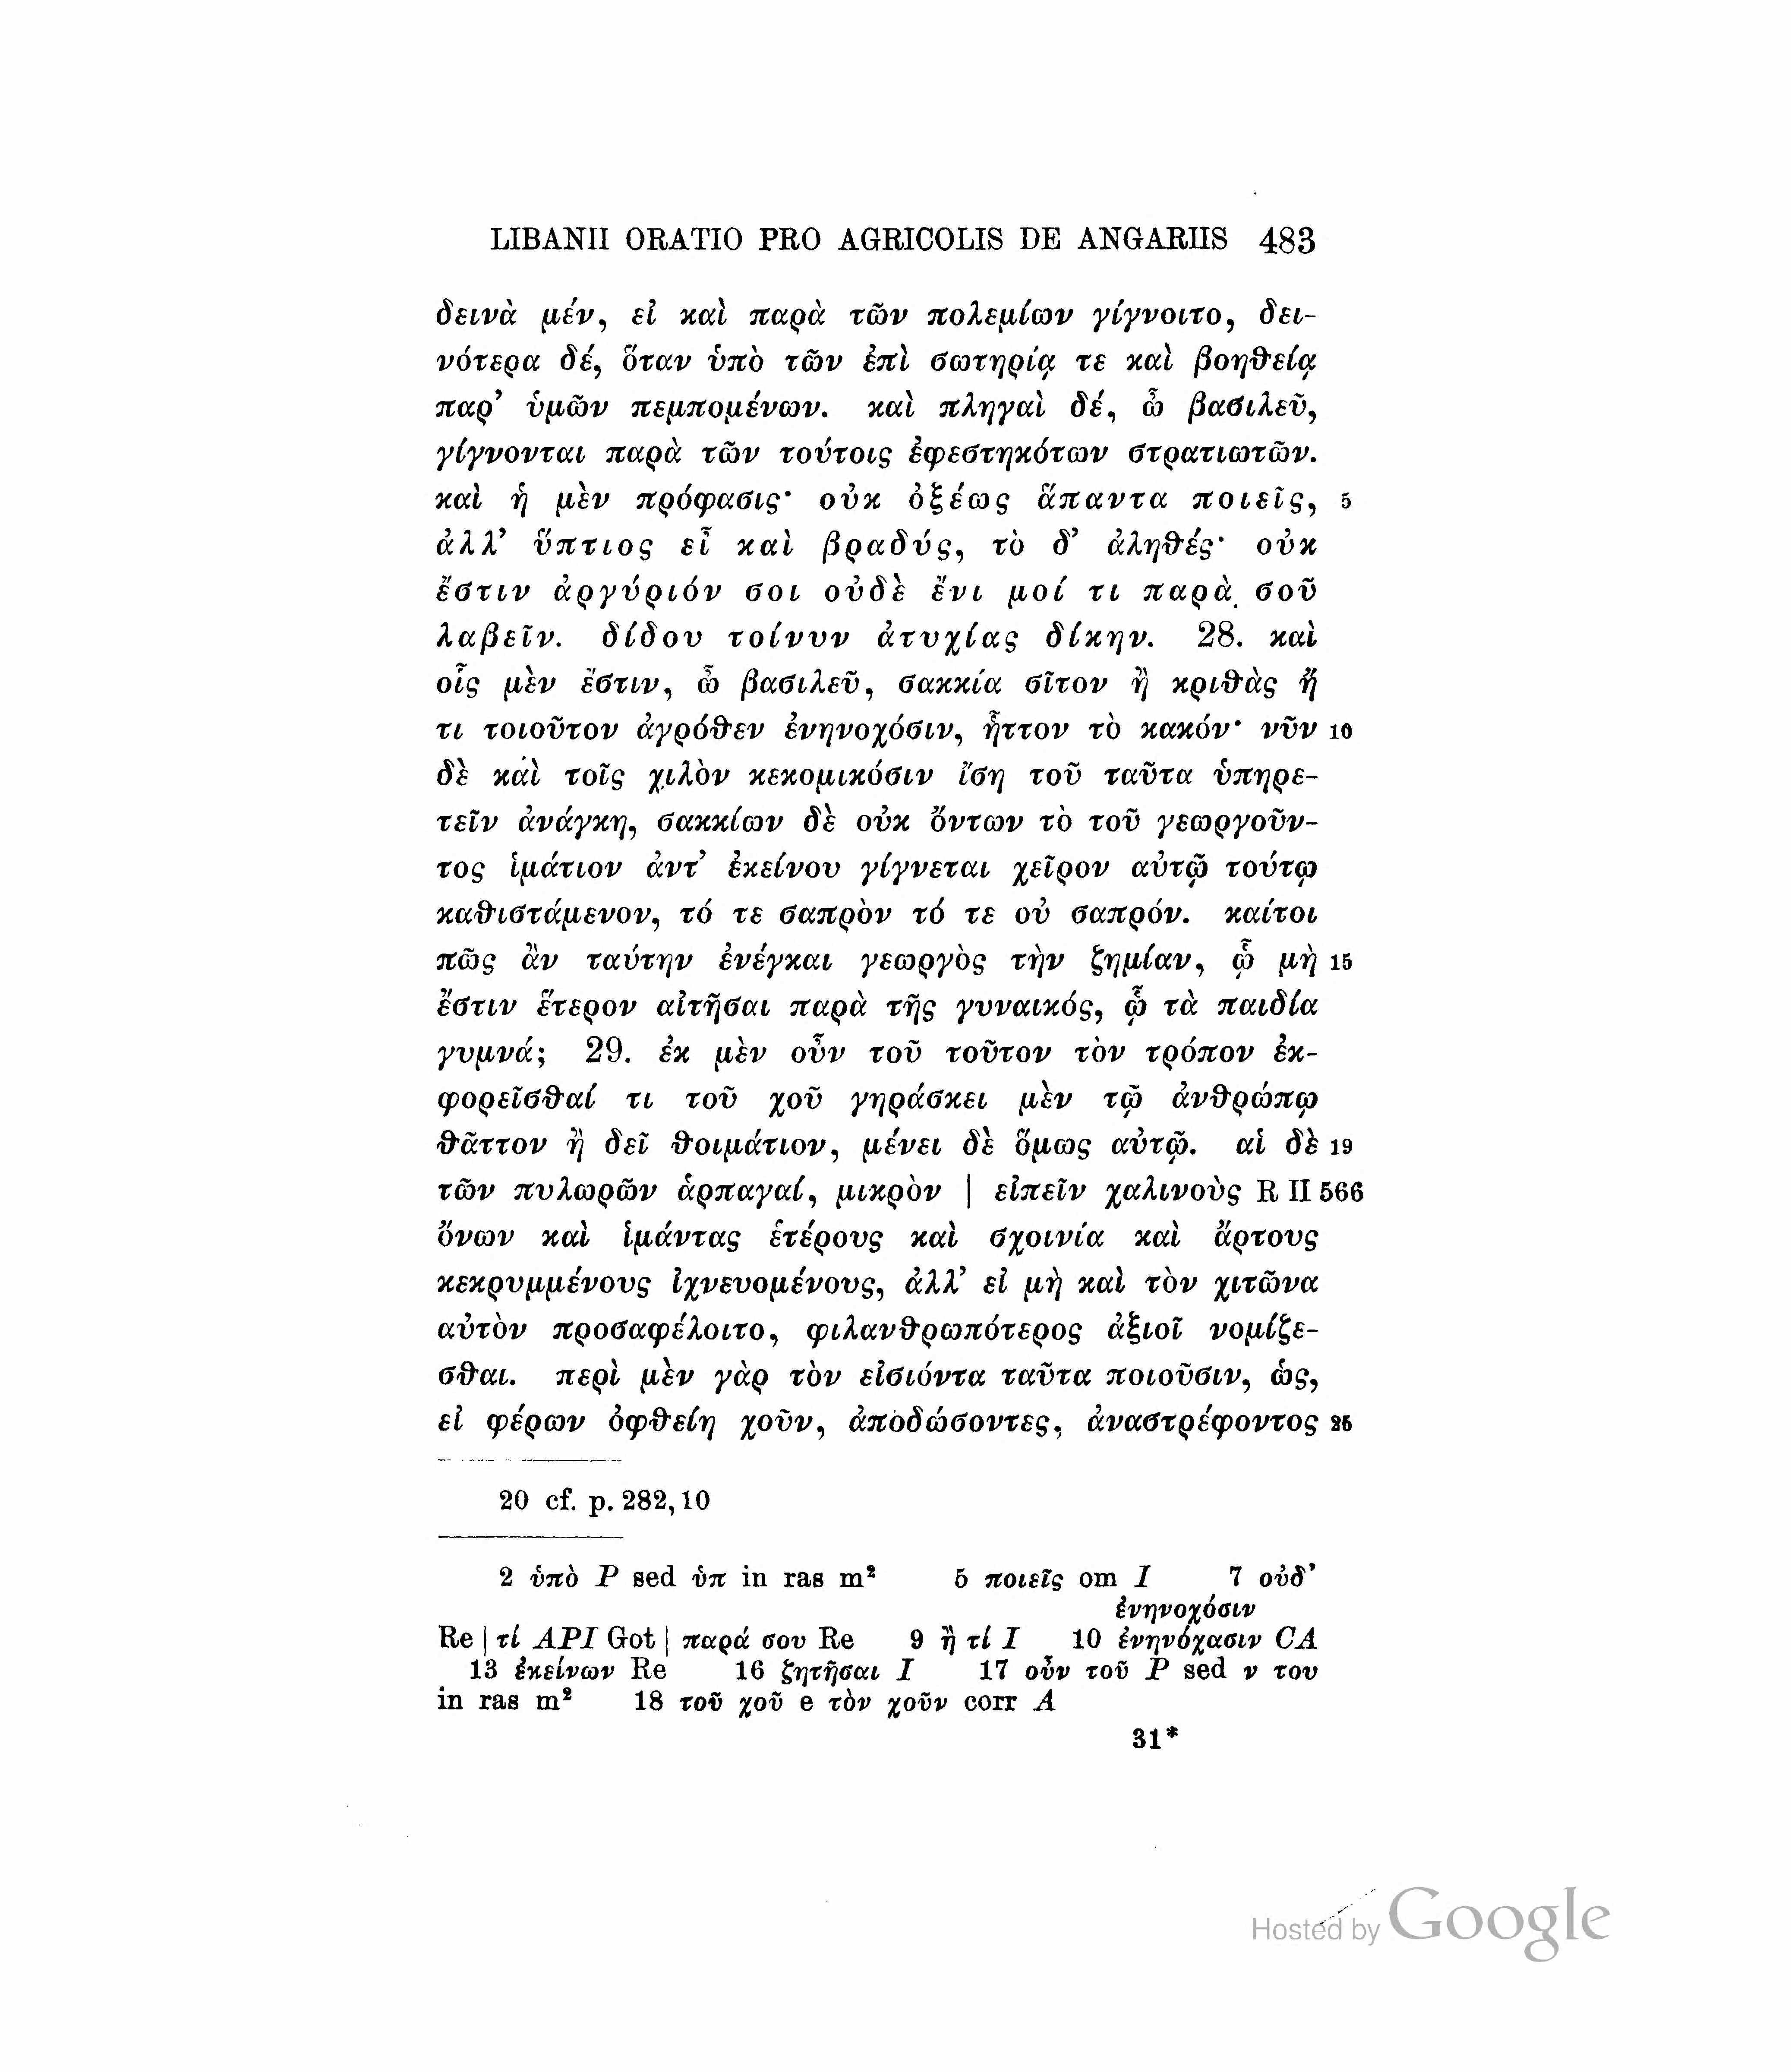 LIBANII ORATIO PRO AGRICOLIS DE ANGARIIS 483
δεινὰ μέν, εἰ καὶ παρὰ τῶν πολεμίων γίγνοιτο, δει-
νότερα δέ, ὅταν ὑπὸ τῶν ἐπὶ σωτηρίᾳ τε καὶ βοηθείᾳ
παρ’ ὑμῶν πεμπομένων. καὶ πληγαὶ δέ, ὦ βασιλεῦ,
γίγνονται παρὰ τῶν τούτοις ἐφεστηκότων στρατιωτῶν.
καὶ ἡ μὲν πρόφασις· οὐκ ὀξέως ἅπαντα ποιεῖς, 5
ἀλλ’ ὕπτιος εἶ καὶ βραδύς, τὸ δ’ ἀληθές· οὐκ
ἔστιν ἀργύριόν σοι οὐδὲ ἔνι μοί τι παρὰ σοῦ
λαβεῖν. δίδου τοίνυν ἀτυχίας δίκην. 28. καὶ
οἷς μὲν ἔστιν, ὦ βασιλεῦ, σακκία σῖτον ἢ κριθὰς ἤ
τι τοιοῦτον ἀγρόθεν ἐνηνοχόσιν, ἧττον τὸ κακόν· νῦν 10
δὲ καὶ τοῖς χιλὸν κεκομικόσιν ἴση τοῦ ταῦτα ὑπηρε-
τεῖν ἀνάγκη, σακκίων δὲ οὐκ ὄντων τὸ τοῦ γεωργοῦν-
τος ἱμάτιον ἀντ’ ἐκείνου γίγνεται χεῖρον αὐτῷ τούτῳ
καθιστάμενον, τό τε σαπρὸν τό τε οὐ σαπρόν. καίτοι
πῶς ἂν ταύτην ἐνέγκαι γεωργὸς τὴν ζημίαν, ᾧ μὴ 15
ἔστιν ἕτερον αἰτῆσαι παρὰ τῆς γυναικός, ᾧ τὰ παιδία
γυμνά; 29. ἐκ μὲν οὖν τοῦ τοῦτον τὸν τρόπον ἐκ-
φορεῖσθαί τι τοῦ χοῦ γηράσκει μὲν τῷ ἀνθρώπῳ
θᾶττον ἢ δεῖ θοιμάτιον, μένει δὲ ὅμως αὐτῷ. αἱ δὲ 19
τῶν πυλωρῶν ἁρπαγαί, μικρὸν | εἰπεῖν χαλινοὺς R II 566
ὄνων καὶ ἱμάντας ἑτέρους καὶ σχοινία καὶ ἄρτους
κεκρυμμένους ἰχνευομένους, ἀλλ’ εἰ μὴ καὶ τὸν χιτῶνα
αὐτὸν προσαφέλοιτο, φιλανθρωπότερος ἀξιοῖ νομίζε-
σθαι. περὶ μὲν γὰρ τὸν εἰσιόντα ταῦτα ποιοῦσιν, ὡς,
εἰ φέρων ὀφθείη χοῦν, ἀποδώσοντες, ἀναστρέφοντος 25
20 cf. p. 282,10
2 ὑπὸ P sed ὑπ in ras m² 5 ποιεῖς om I 7 οὐδ’
ἐνηνοχόσιν
Re | τί API Got | παρά σου Re 9 ἢ τί I 10 ἐνηνόχασιν CA
13 ἐκείνων Re 16 ζητῆσαι I 17 οὖν τοῦ P sed ν του
in ras m² 18 τοῦ χοῦ e τὸν χοῦν corr A
31*
Hosted by Google